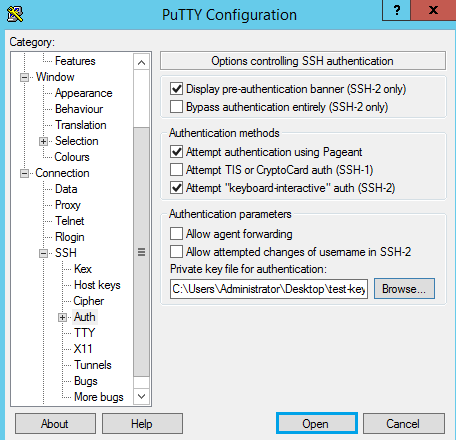 PuTTY Configuration
? X
Category:
Features
Window
Appearance
Behaviour
Translation
Selection
Colours
Connection
Data
Proxy
Telnet
Rlogin
SSH
Kex
Host keys
Cipher
Auth
TTY
X11
Tunnels
Bugs
More bugs
Options controlling SSH authentication
Display pre-authentication banner (SSH-2 only)
Bypass authentication entirely (SSH-2 only)
Authentication methods
Attempt authentication using Pageant
Attempt TIS or CryptoCard auth (SSH-1)
Attempt "keyboard-interactive" auth (SSH-2)
Authentication parameters
Allow agent forwarding
Allow attempted changes of username in SSH-2
Private key file for authentication:
C:\Users\Administrator\Desktop\test-key
Browse...
About
Help
Open
Cancel